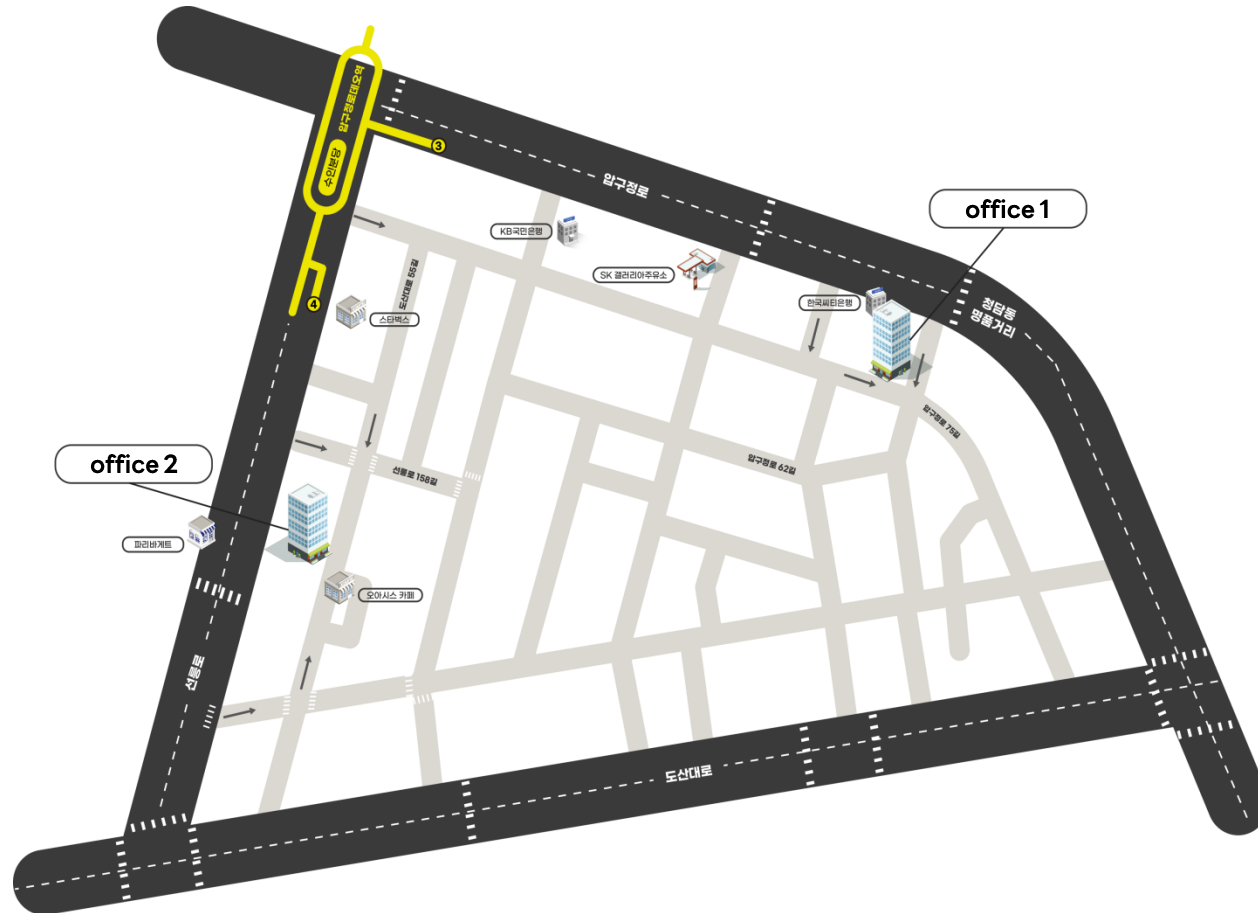 압구정로데오역
수인분당
3
압구정로
office 1
KB국민은행
SK 갤러리아주유소
한국씨티은행
청담동
명품거리
도산대로 55길
4
스타벅스
압구정로 75길
office 2
선릉로 158길
압구정로 62길
파리바게트
오아시스 카페
선릉로
도산대로